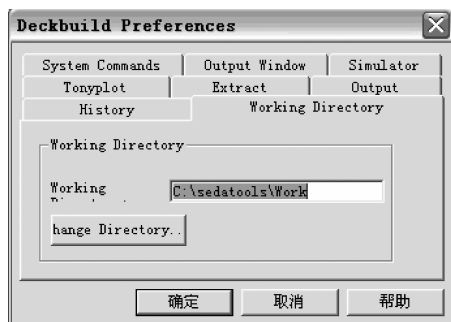 Deckbuild Preferences
System Commands Output Window Simulator
Tonyplot Extract Output
History Working Directory
Working Directory
Working C:\sedatools\Work
hange Directory..
确定 取消 帮助